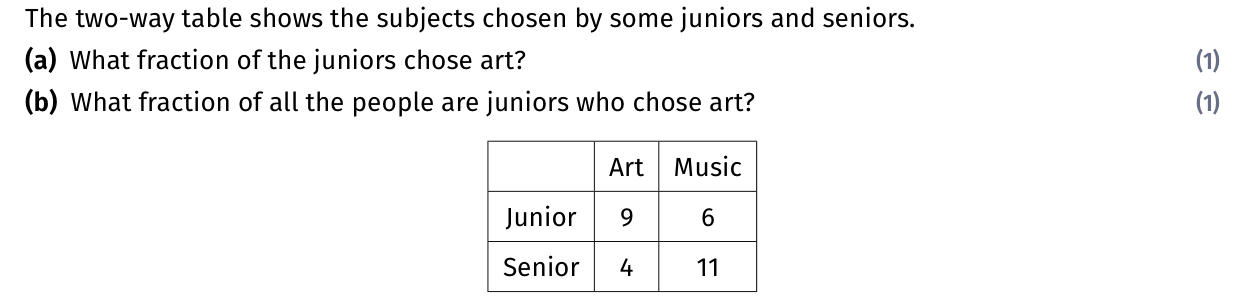 The two-way table shows the subjects chosen by some juniors and seniors.
(a) What fraction of the juniors chose art? (1)
(b) What fraction of all the people are juniors who chose art? (1)
Art Music
Junior 9 6
Senior 4 11